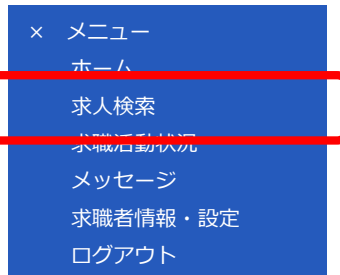 × メニュー
ホーム
求人検索
求職活動状況
メッセージ
求職者情報・設定
ログアウト